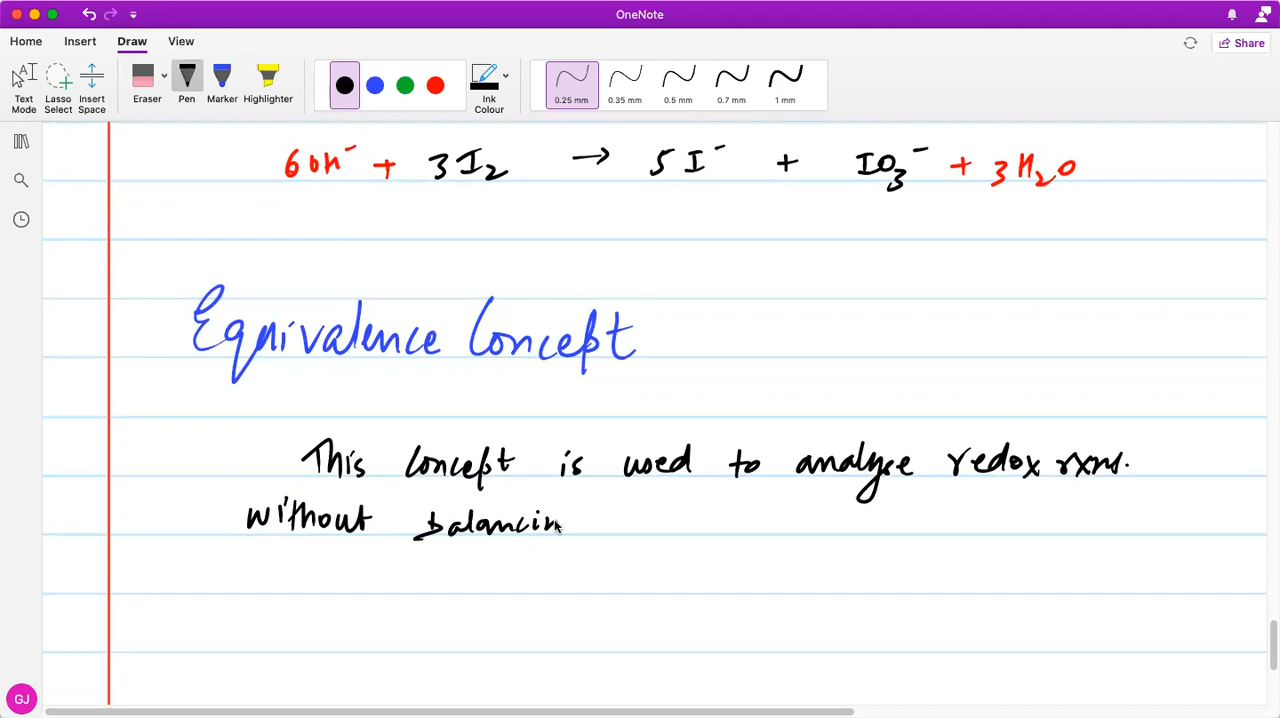 OneNote
Home Insert Draw View
Share
Text Mode
Lasso Select
Insert Space
Eraser
Pen
Marker
Highlighter
Ink Colour
0.25 mm
0.35 mm
0.5 mm
0.7 mm
1 mm
6OH⁻ + 3I₂ → 5I⁻ + IO₃⁻ + 3H₂O
Equivalence Concept
This concept is used to analyse redox rxns.
without balancin
GJ